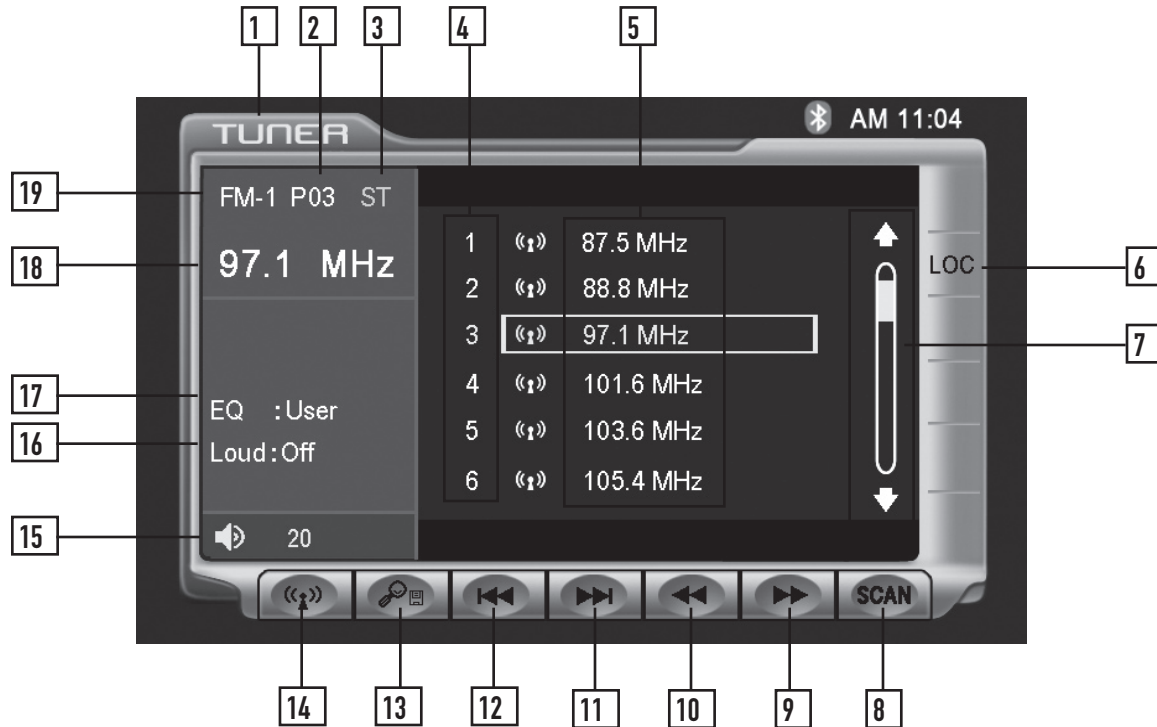 1 2 3 4 5
AM 11:04
TUNER
19 FM-1 P03 ST
18 97.1 MHz
1 87.5 MHz
LOC 6
2 88.8 MHz
3 97.1 MHz
7
4 101.6 MHz
17 EQ :User
5 103.6 MHz
16 Loud:Off
6 105.4 MHz
15 20
SCAN
14 13 12 11 10 9 8